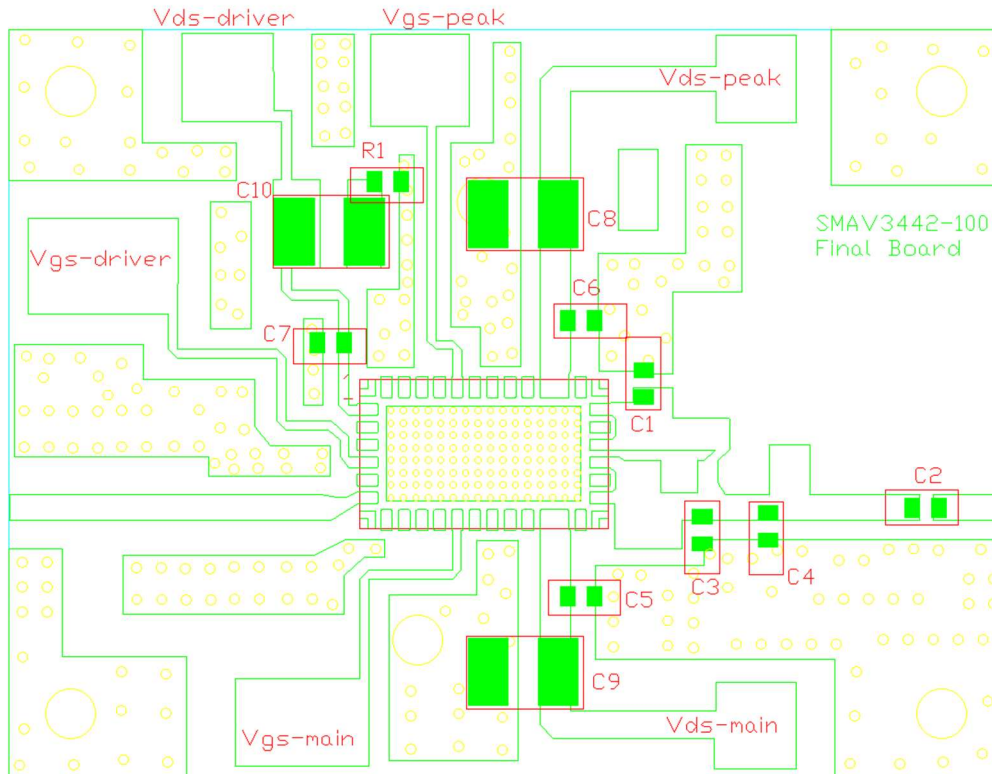 Vds-driver
Vgs-peak
Vds-peak
R1
C10
C8
SMAV3442-100
Final Board
Vgs-driver
C6
C7
C1
C2
C3
C4
C5
C9
Vds-main
Vgs-main